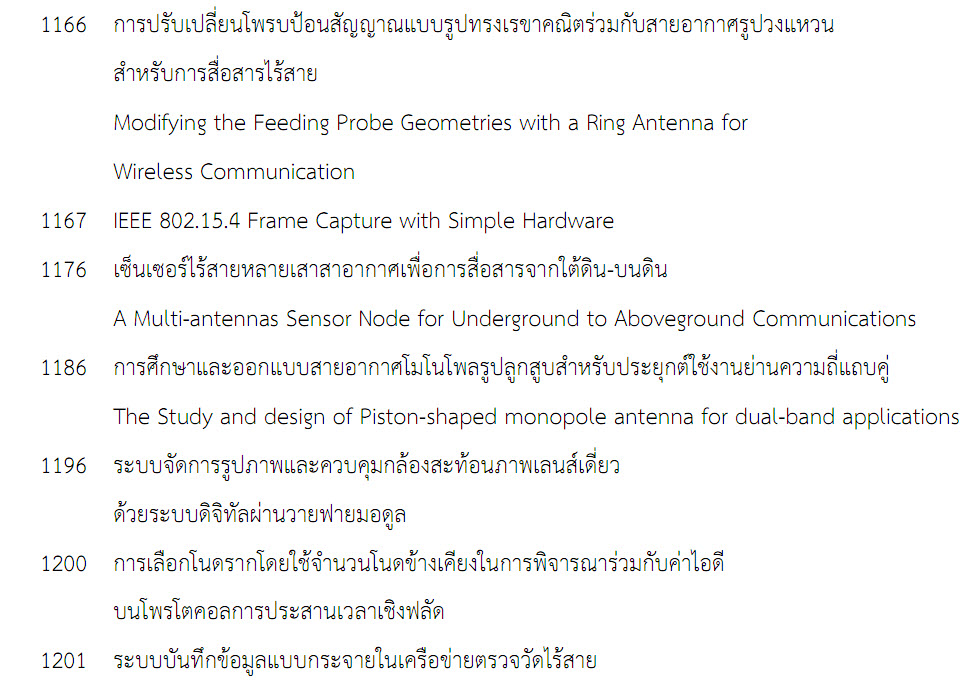 1166 การปรับเปลี่ยนโพรบป้อนสัญญาณแบบรูปทรงเรขาคณิตร่วมกับสายอากาศรูปวงแหวน
สำหรับการสื่อสารไร้สาย
Modifying the Feeding Probe Geometries with a Ring Antenna for
Wireless Communication
1167 IEEE 802.15.4 Frame Capture with Simple Hardware
1176 เซ็นเซอร์ไร้สายหลายเสาสาอากาศเพื่อการสื่อสารจากใต้ดิน-บนดิน
A Multi-antennas Sensor Node for Underground to Aboveground Communications
1186 การศึกษาและออกแบบสายอากาศโมโนโพลรูปลูกสูบสำหรับประยุกต์ใช้งานย่านความถี่แถบคู่
The Study and design of Piston-shaped monopole antenna for dual-band applications
1196 ระบบจัดการรูปภาพและควบคุมกล้องสะท้อนภาพเลนส์เดี่ยว
ด้วยระบบดิจิทัลผ่านวายฟายมอดูล
1200 การเลือกโนดรากโดยใช้จำนวนโนดข้างเคียงในการพิจารณาร่วมกับค่าไอดี
บนโพรโตคอลการประสานเวลาเชิงฟลัด
1201 ระบบบันทึกข้อมูลแบบกระจายในเครือข่ายตรวจวัดไร้สาย